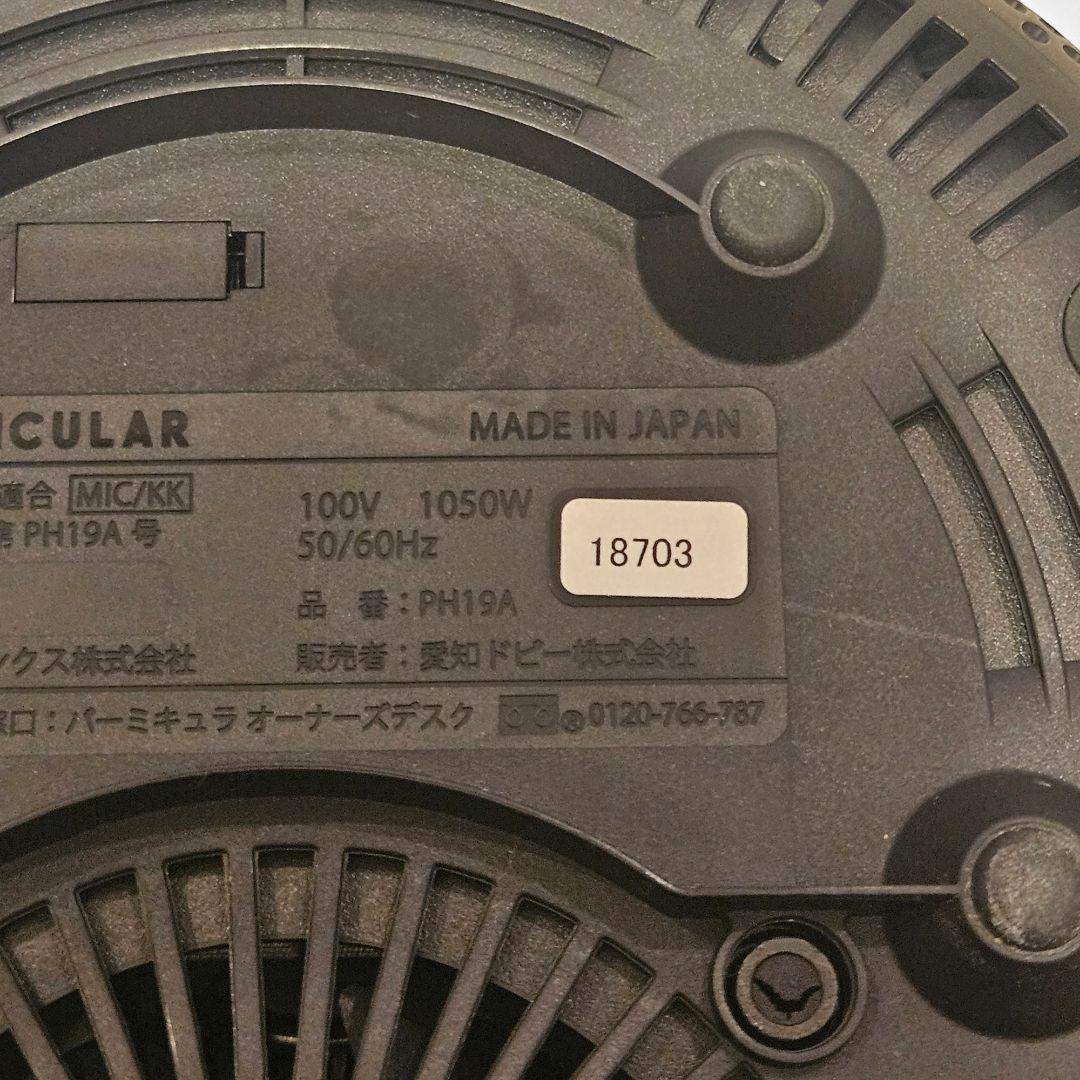 ICULAR
MADE IN JAPAN
適合 MIC/KK
第 PH19A 号
100V 1050W
50/60Hz
18703
品 番：PH19A
ックス株式会社
販売者：愛知ドビー株式会社
口：バーミキュラ オーナーズデスク ® 0120-766-787